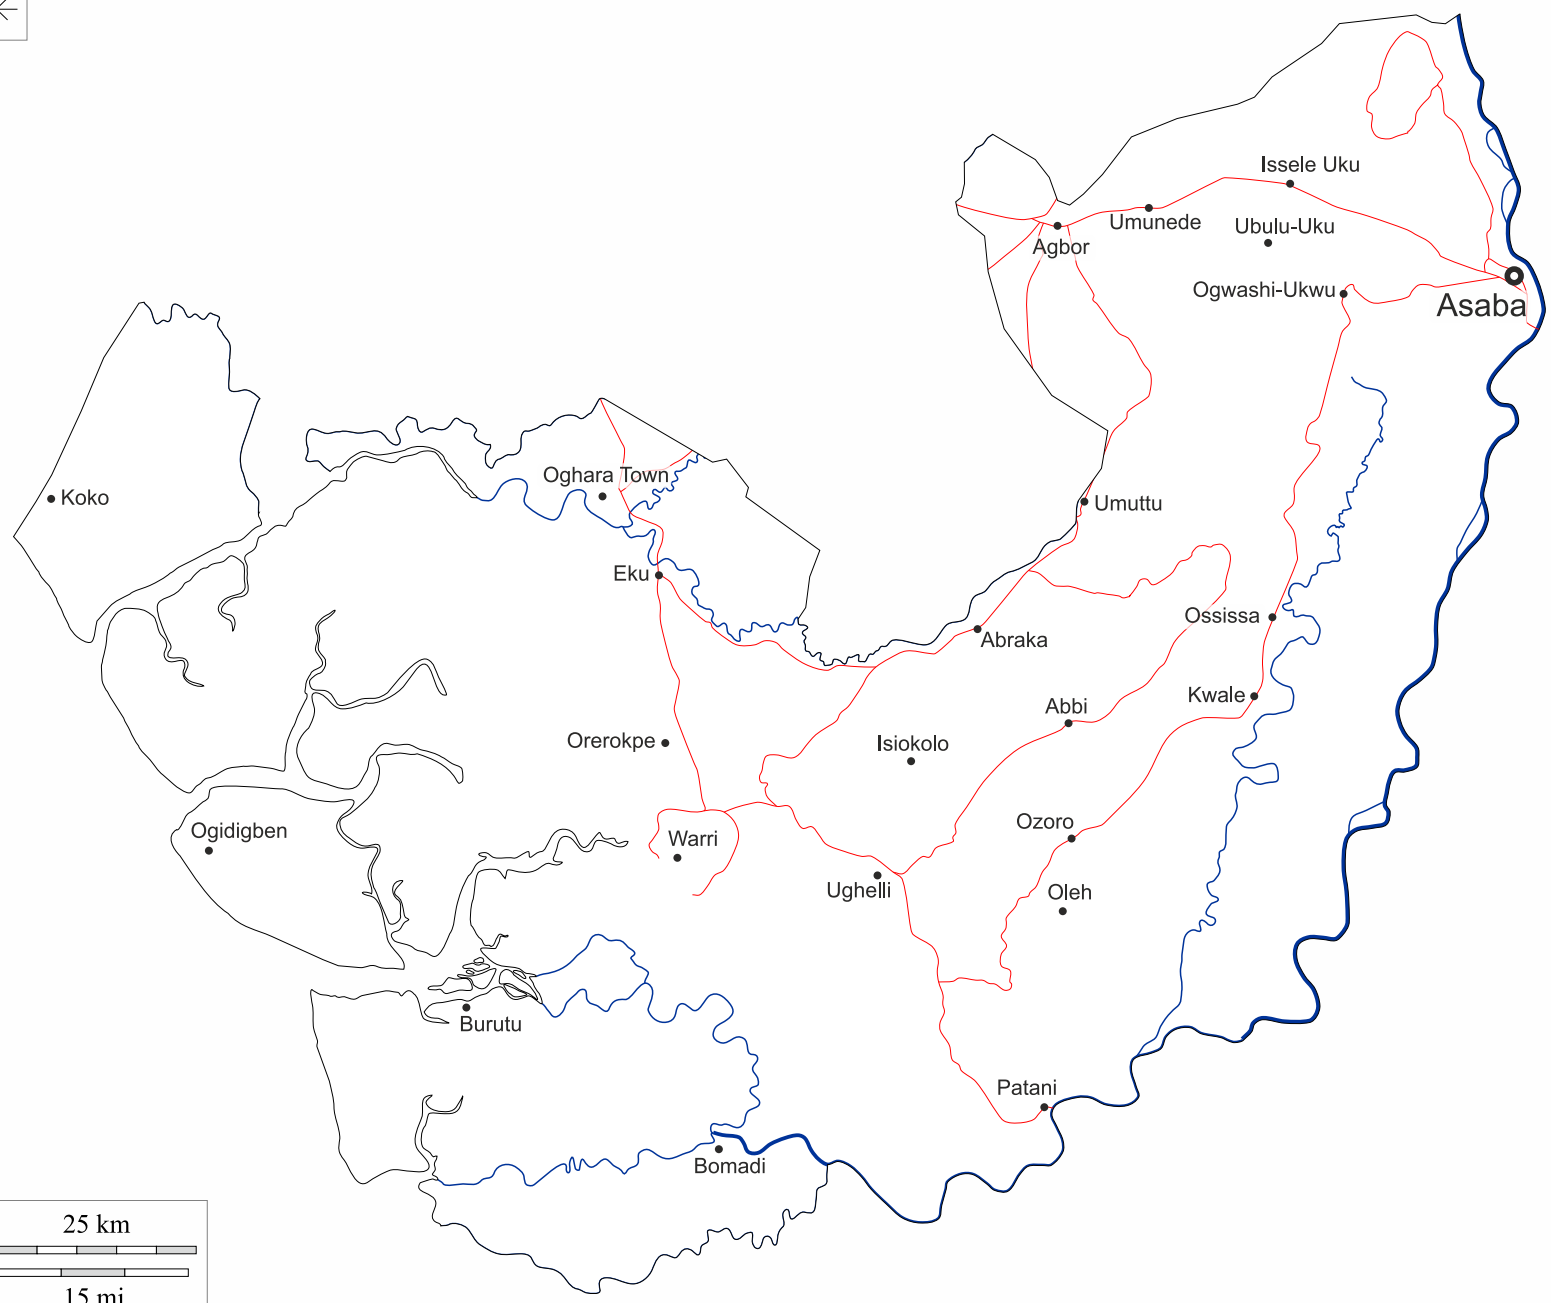 Issele Uku
Umunede
Ubulu-Uku
Agbor
Ogwashi-Ukwu
Asaba
Oghara Town
Koko
Umuttu
Eku
Ossissa
Abraka
Kwale
Abbi
Orerokpe
Isiokolo
Ozoro
Ogidigben
Warri
Ughelli
Oleh
Burutu
Patani
Bomadi
25 km
15 mi